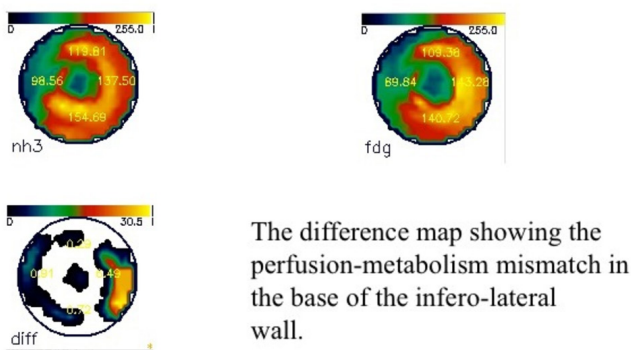 0 255.0
119.81
98.56 137.50
154.69
nh3
0 255.0
109.38
89.84 143.28
140.72
fdg
0 30.5
0.29
diff
The difference map showing the
perfusion-metabolism mismatch in
the base of the infero-lateral
wall.